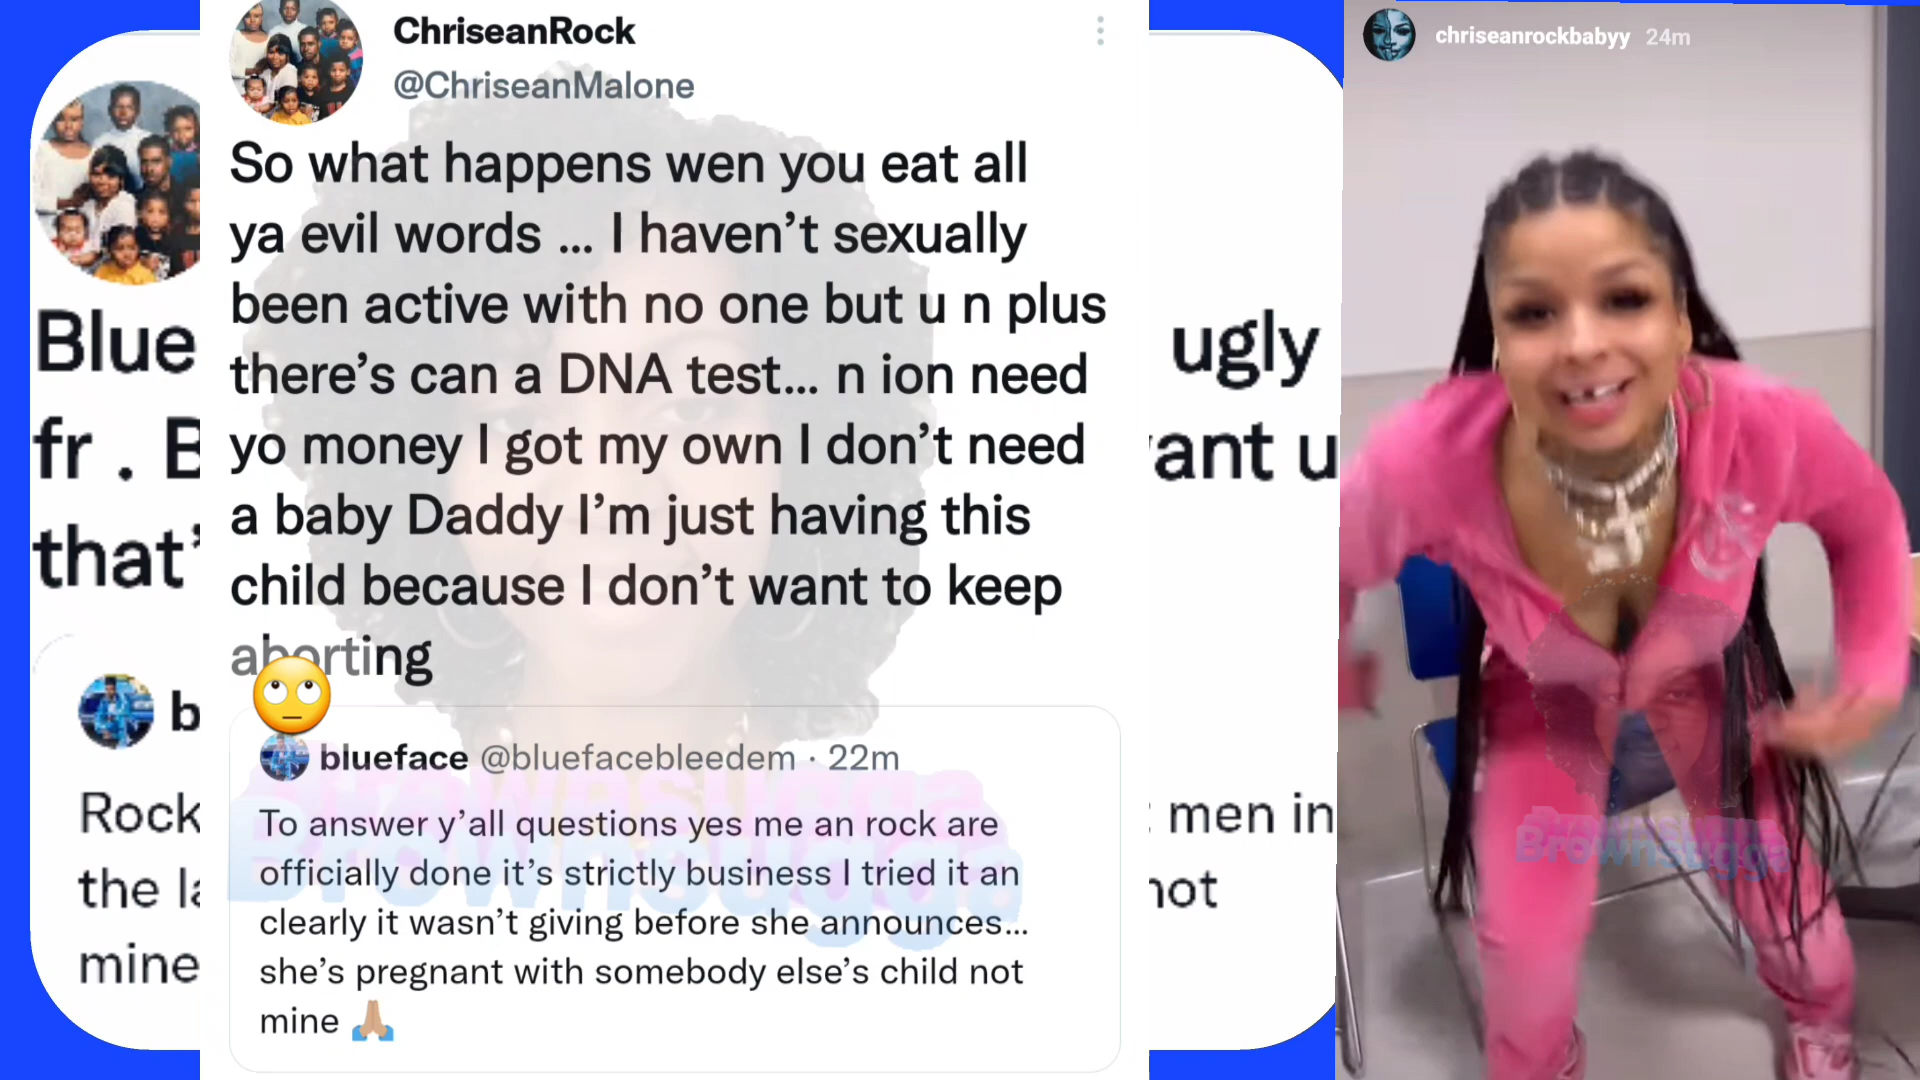 ChriseanRock
@ChriseanMalone
So what happens wen you eat all
ya evil words ... I haven't sexually
been active with no one but u n plus
there's can a DNA test... n ion need
yo money I got my own I don't need
a baby Daddy I'm just having this
child because I don't want to keep
aborting
blueface @bluefacebleedem · 22m
To answer y'all questions yes me an rock are
officially done it's strictly business I tried it an
clearly it wasn't giving before she announces...
she's pregnant with somebody else's child not
mine 🙏🏼
Blue
fr . B
that'
b
Rock
the la
mine
ugly
ant u
men in
not
chriseanrockbabyy 24m
Brownsugga
Brownsugga